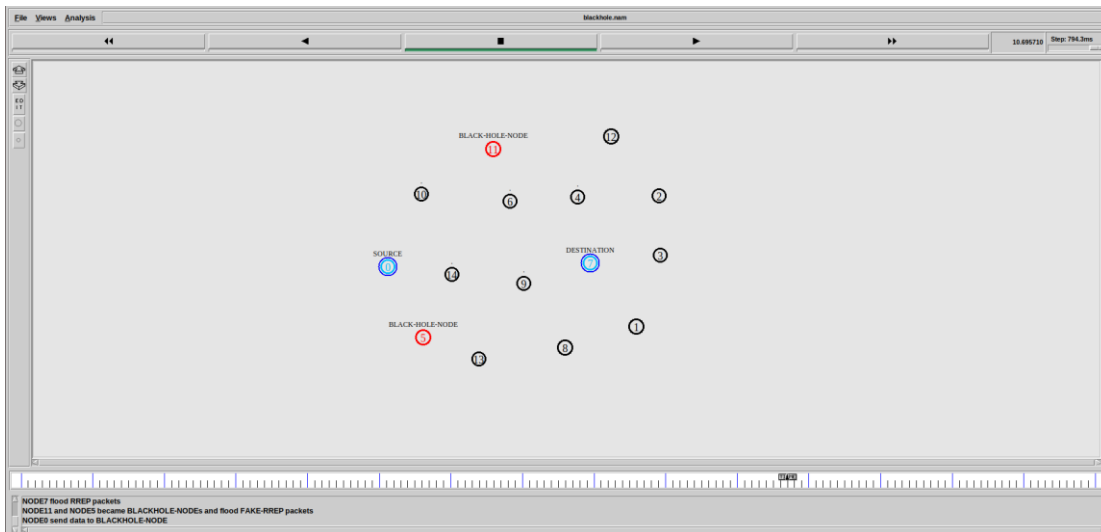 File Views Analysis blackhole.nam
10.695710 Step: 794.3ms
ED
IT
BLACK-HOLE-NODE
12
11
10
6
4
2
SOURCE
DESTINATION
0
14
9
7
3
BLACK-HOLE-NODE
5
1
13
8
NODE7 flood RREP packets
NODE11 and NODE5 became BLACKHOLE-NODEs and flood FAKE-RREP packets
NODE0 send data to BLACKHOLE-NODE